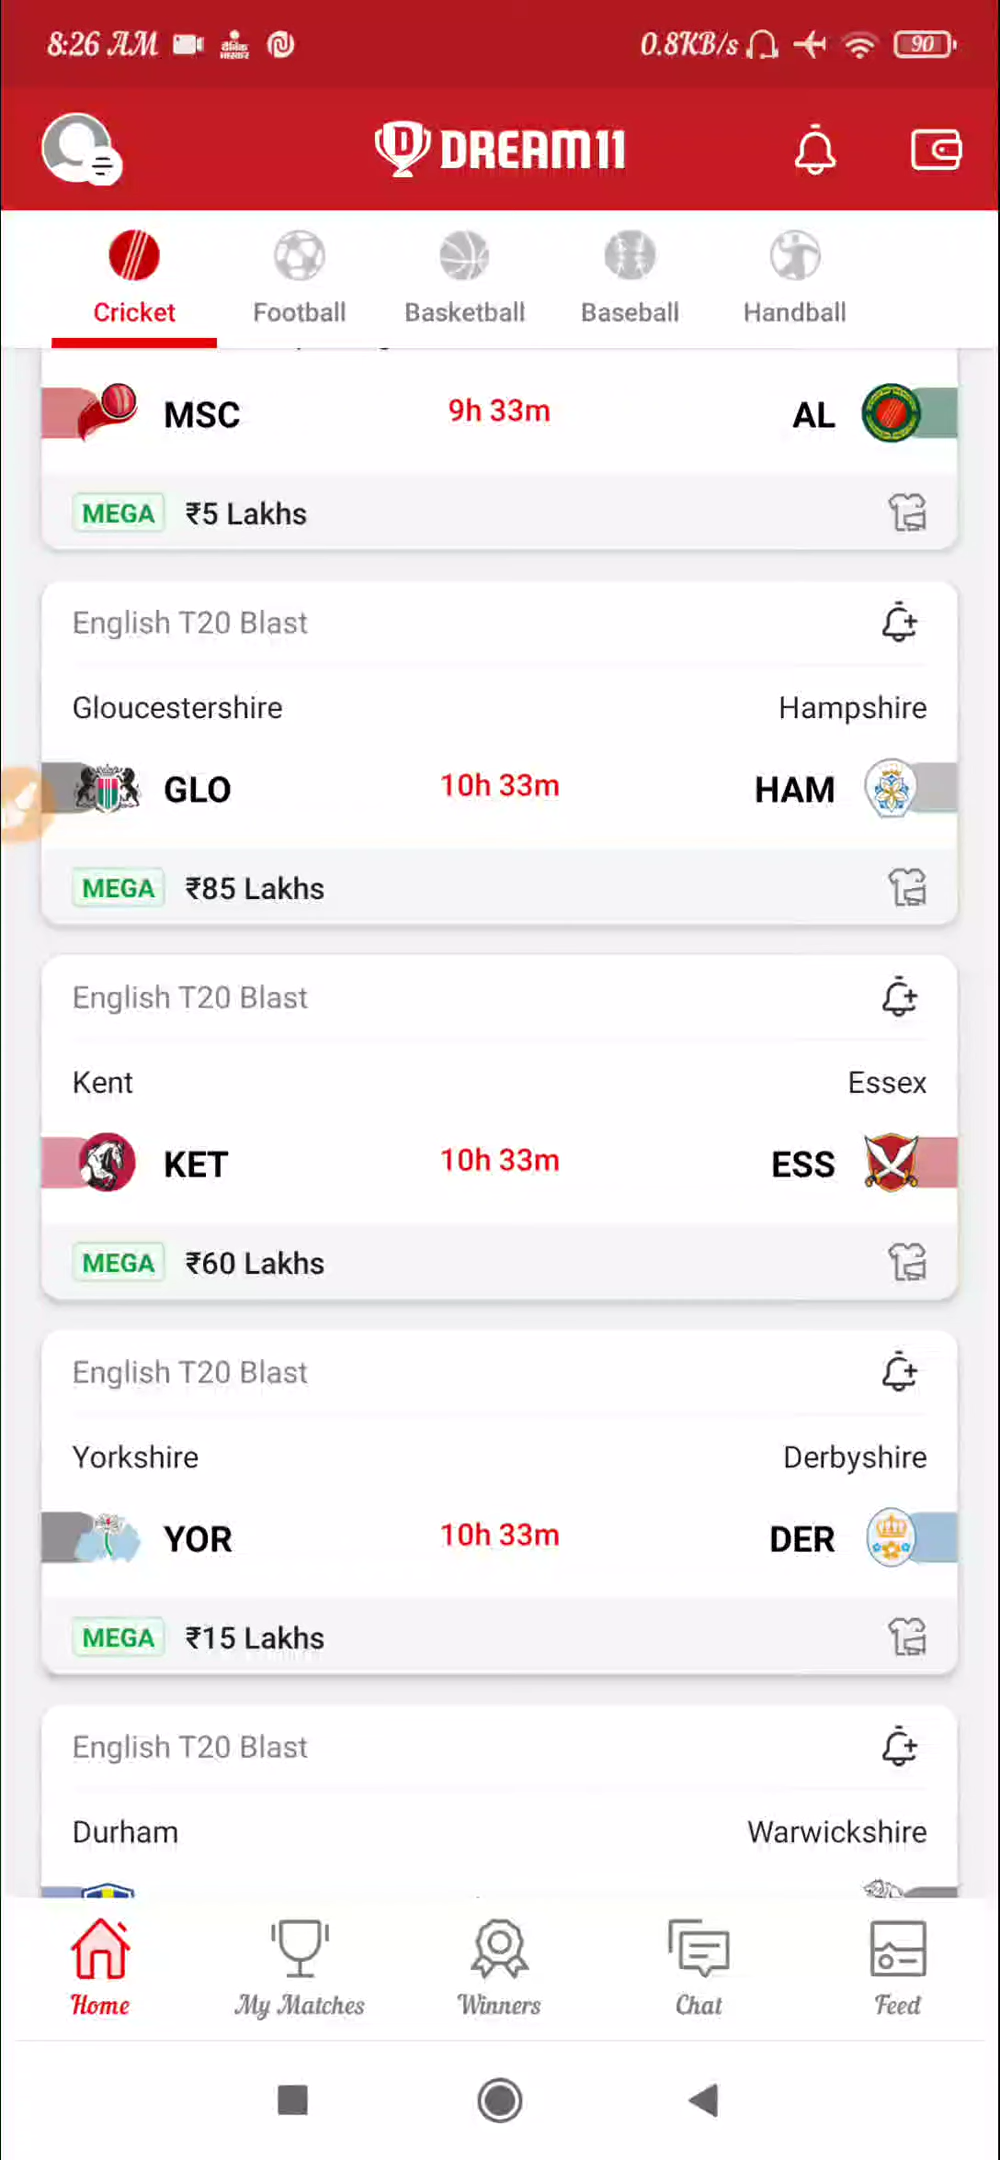 8:26 AM 0.8KB/s 90
दैनिक
भास्कर
DREAM11
Cricket Football Basketball Baseball Handball
MSC 9h 33m AL
MEGA ₹5 Lakhs
English T20 Blast
Gloucestershire Hampshire
GLO 10h 33m HAM
MEGA ₹85 Lakhs
English T20 Blast
Kent Essex
KET 10h 33m ESS
MEGA ₹60 Lakhs
English T20 Blast
Yorkshire Derbyshire
YOR 10h 33m DER
MEGA ₹15 Lakhs
English T20 Blast
Durham Warwickshire
Home My Matches Winners Chat Feed